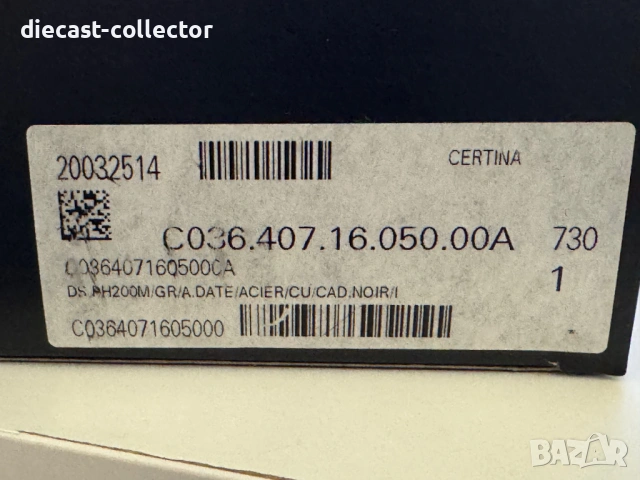 diecast-collector
20032514
CERTINA
C036.407.16.050.00A 730
C0364071605000A
DS PH200M/GR/A.DATE/ACIER/CU/CAD.NOIR/I
1
C0364071605000
BAZAR